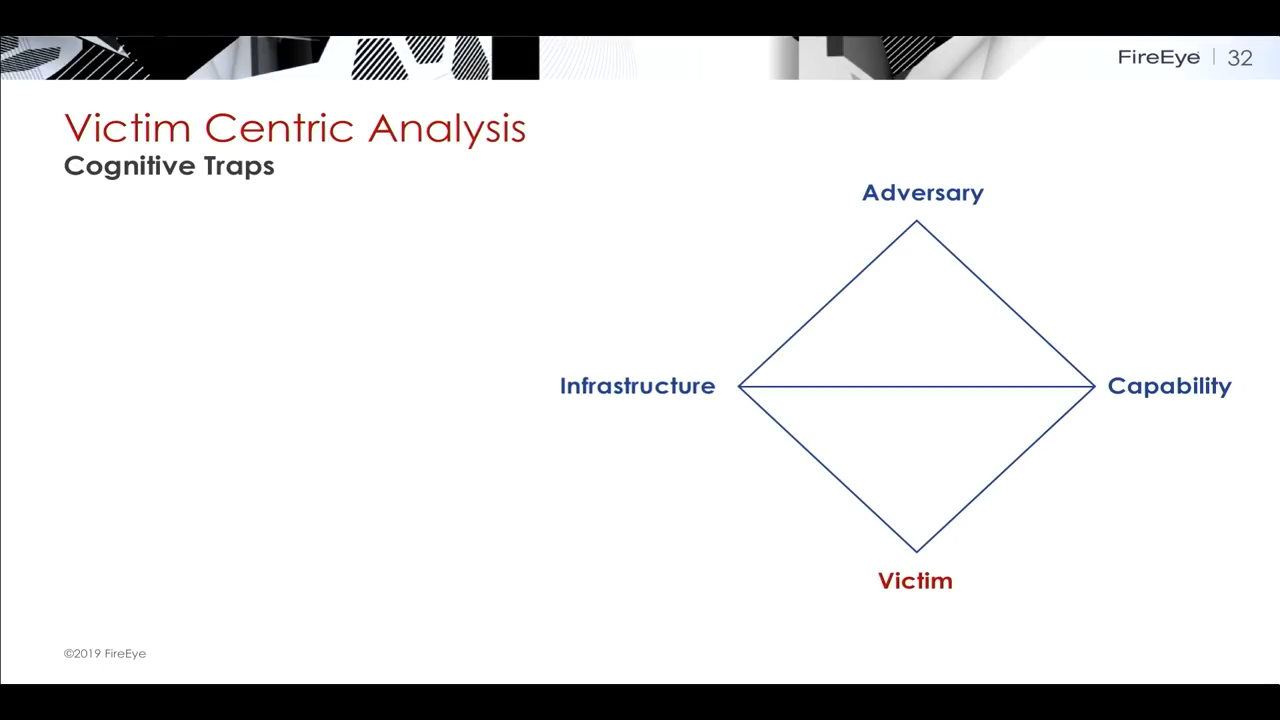 FireEye | 32
Victim Centric Analysis
Cognitive Traps
Adversary
Infrastructure
Capability
Victim
©2019 FireEye